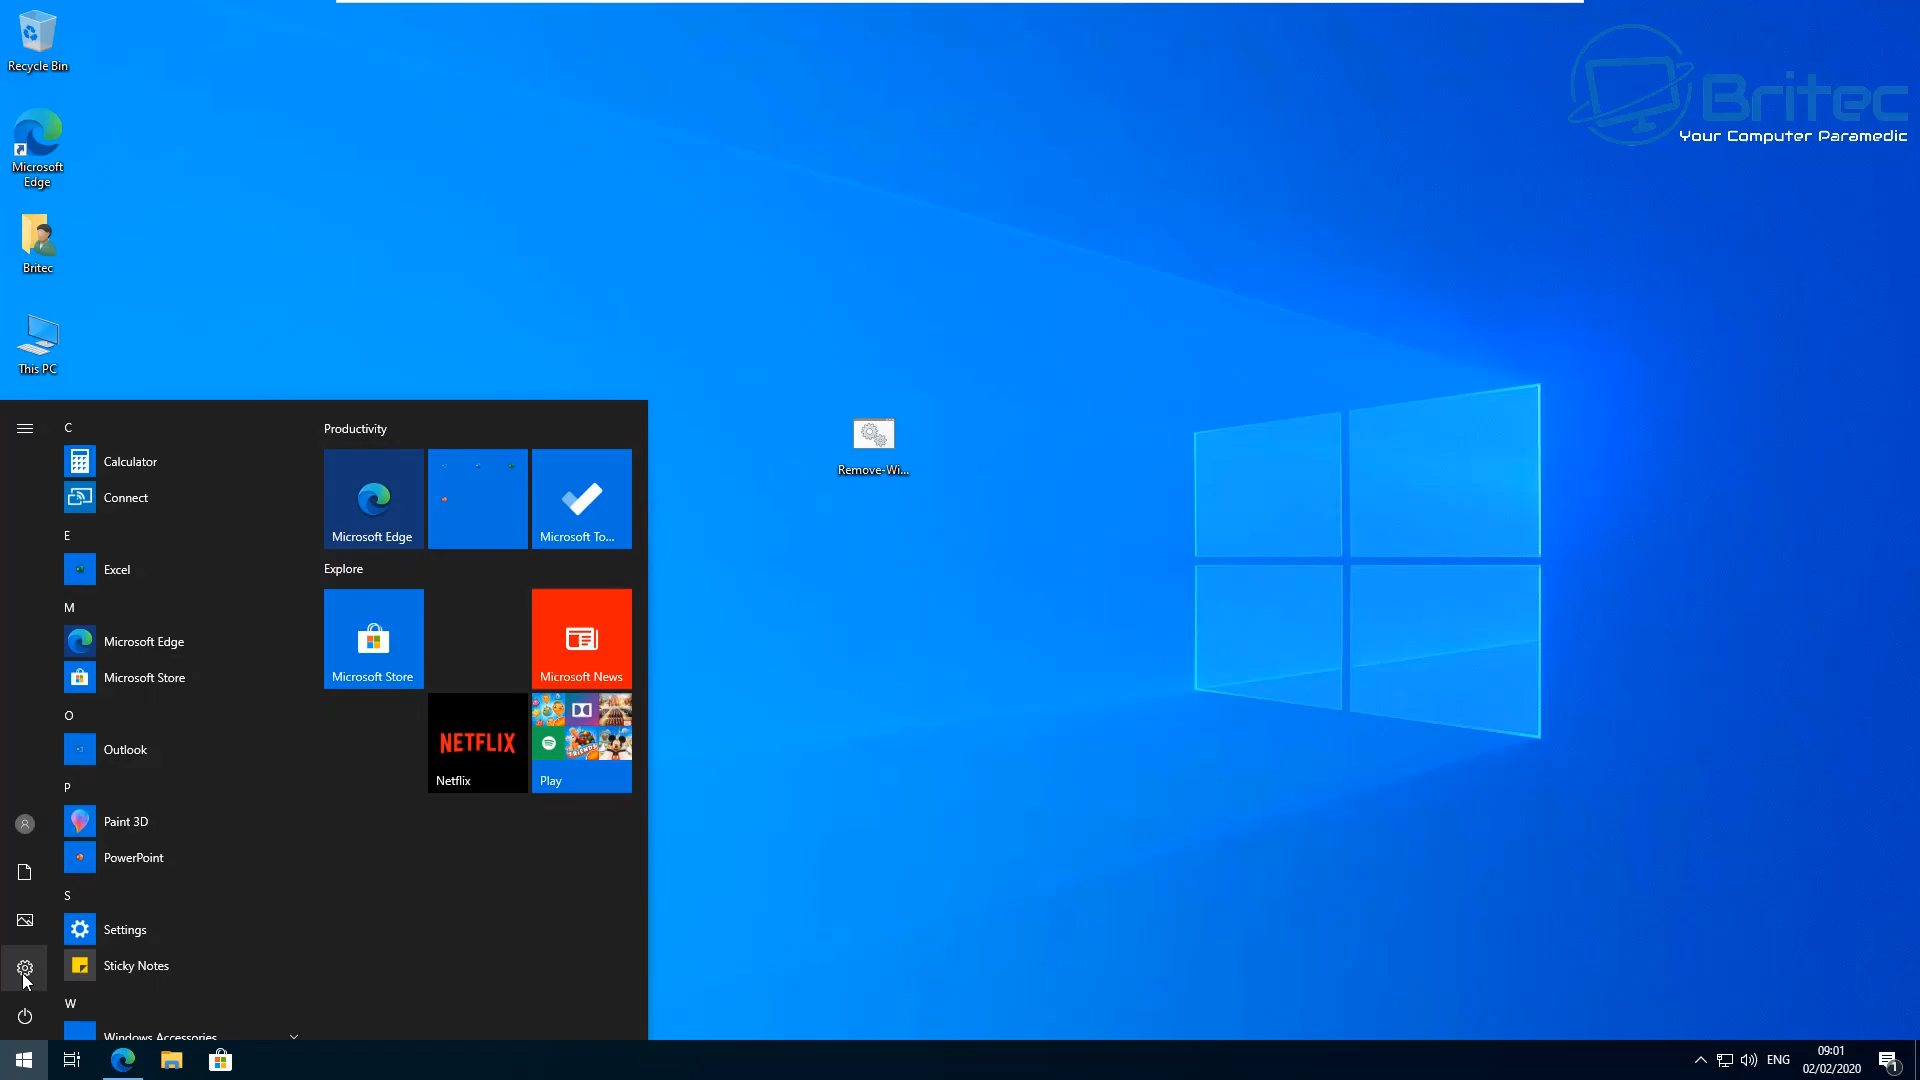 Recycle Bin
Microsoft
Edge
Britec
This PC
Britec
Your Computer Paramedic
Remove-Wi...
C
Calculator
Connect
E
Excel
M
Microsoft Edge
Microsoft Store
O
Outlook
P
Paint 3D
PowerPoint
S
Settings
Sticky Notes
W
Windows Accessories
Productivity
Microsoft Edge
Microsoft To...
Explore
Microsoft Store
Microsoft News
NETFLIX
Netflix
FRIENDS
Play
ENG
09:01
02/02/2020
1